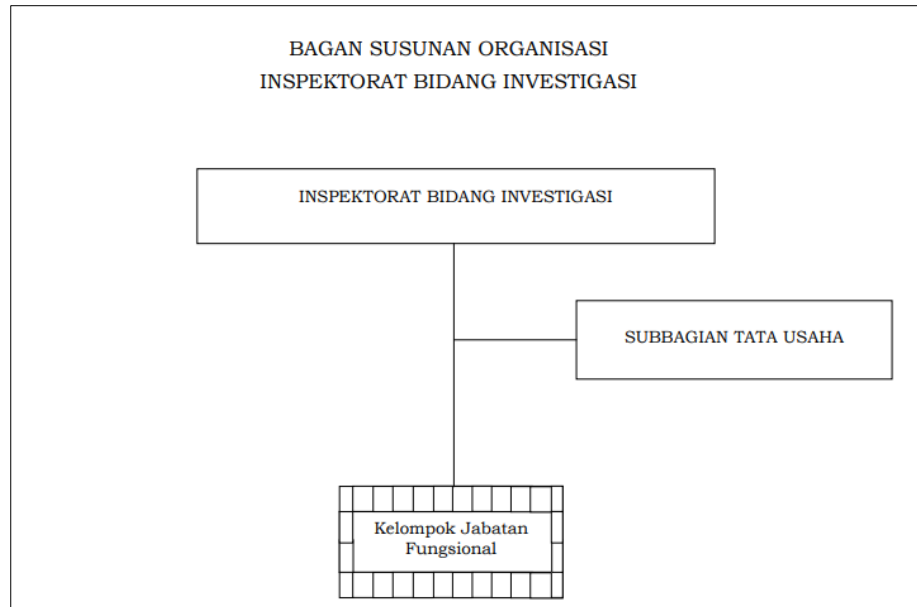 BAGAN SUSUNAN ORGANISASI
INSPEKTORAT BIDANG INVESTIGASI
INSPEKTORAT BIDANG INVESTIGASI
SUBBAGIAN TATA USAHA
Kelompok Jabatan
Fungsional